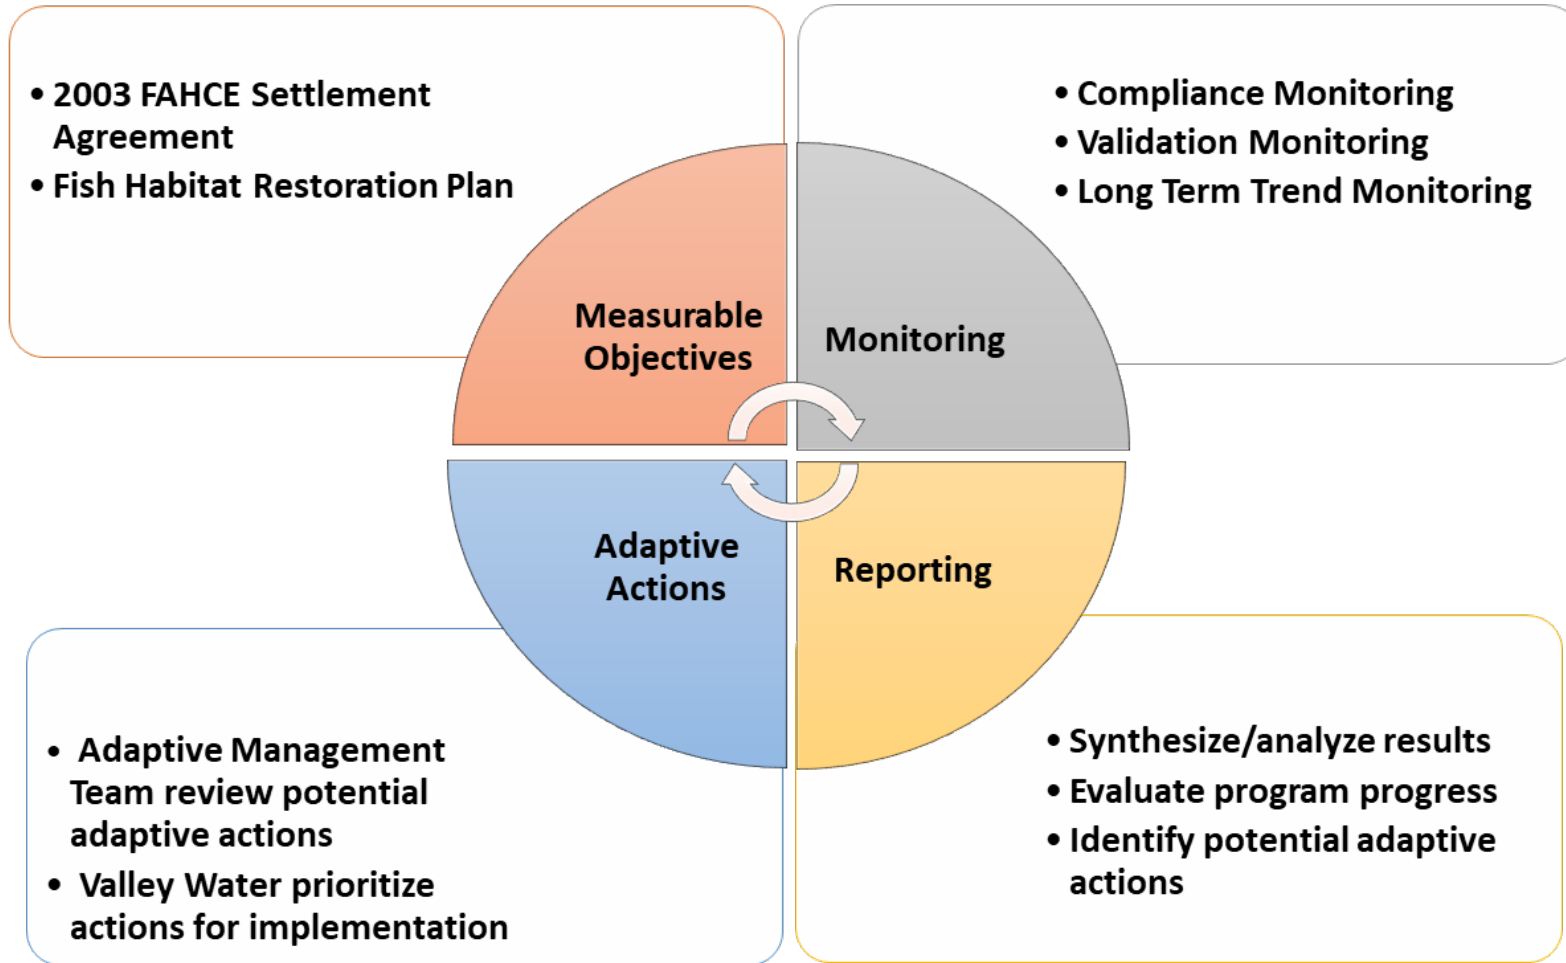 • 2003 FAHCE Settlement
Agreement
• Fish Habitat Restoration Plan
• Compliance Monitoring
• Validation Monitoring
• Long Term Trend Monitoring
Measurable
Objectives
Monitoring
Adaptive
Actions
Reporting
• Adaptive Management
Team review potential
adaptive actions
• Valley Water prioritize
actions for implementation
• Synthesize/analyze results
• Evaluate program progress
• Identify potential adaptive
actions